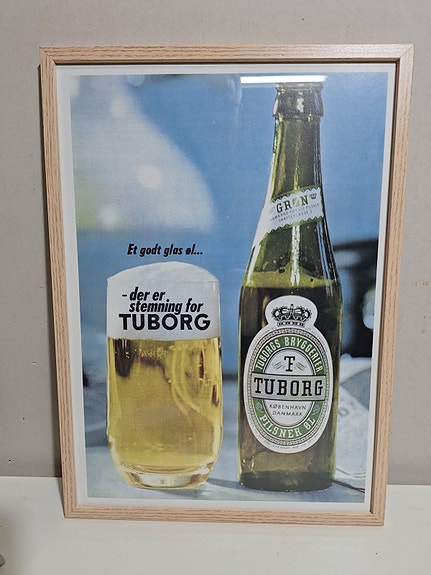 GRØN
Et godt glas øl...
- der er
stemning for
TUBORG
TUBORGS BRYGGERIER
T
TUBORG
KØBENHAVN
DANMARK
PILSNER ØL